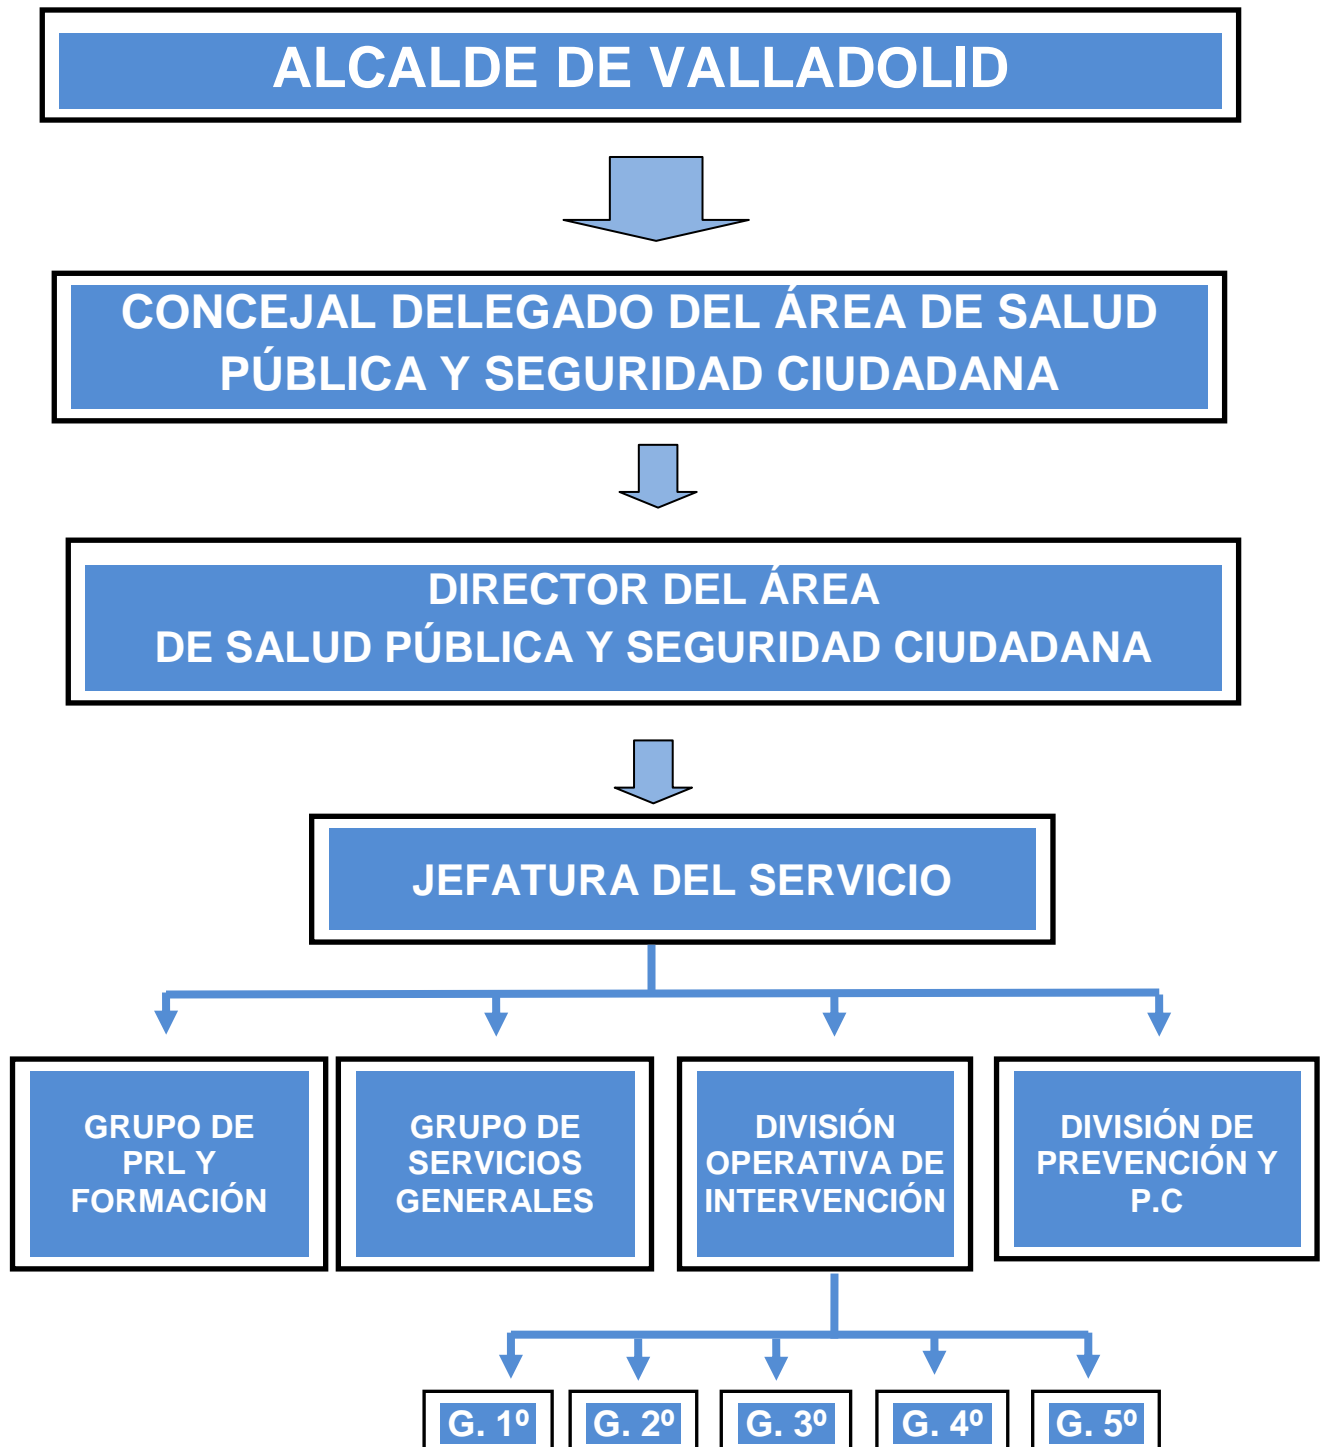 ALCALDE DE VALLADOLID
CONCEJAL DELEGADO DEL ÁREA DE SALUD
PÚBLICA Y SEGURIDAD CIUDADANA
DIRECTOR DEL ÁREA
DE SALUD PÚBLICA Y SEGURIDAD CIUDADANA
JEFATURA DEL SERVICIO
GRUPO DE
PRL Y
FORMACIÓN
GRUPO DE
SERVICIOS
GENERALES
DIVISIÓN
OPERATIVA DE
INTERVENCIÓN
DIVISIÓN DE
PREVENCIÓN Y
P.C
G. 1º
G. 2º
G. 3º
G. 4º
G. 5º